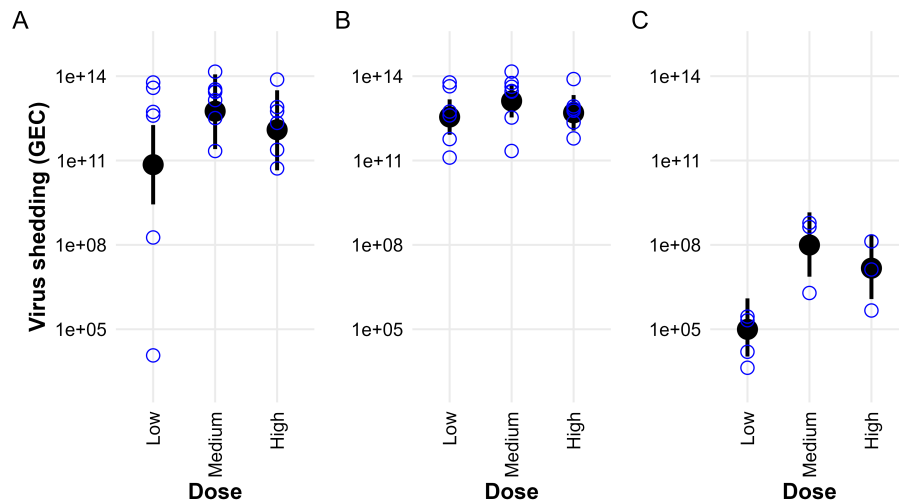 A
B
C
Virus shedding (GEC)
1e+14
1e+11
1e+08
1e+05
1e+14
1e+11
1e+08
1e+05
1e+14
1e+11
1e+08
1e+05
Low
Medium
High
Low
Medium
High
Low
Medium
High
Dose
Dose
Dose